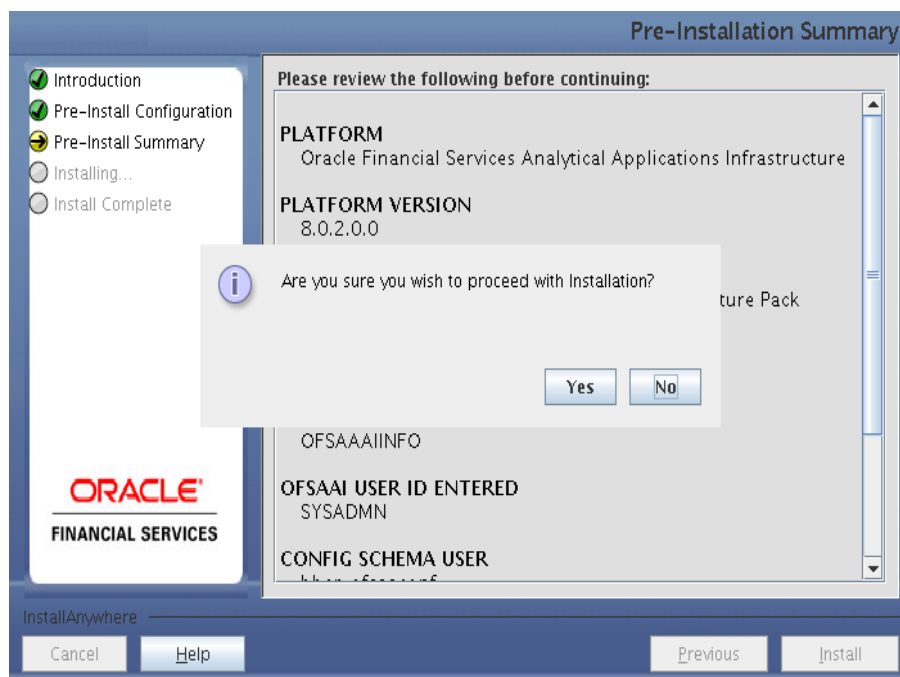 Pre-Installation Summary
Introduction
Pre-Install Configuration
Pre-Install Summary
Installing...
Install Complete
ORACLE'
FINANCIAL SERVICES
Please review the following before continuing:
PLATFORM
Oracle Financial Services Analytical Applications Infrastructure
PLATFORM VERSION
8.0.2.0.0
ture Pack
Are you sure you wish to proceed with Installation?
Yes
No
OFSAAAIINFO
OFSAAI USER ID ENTERED
SYSADMN
CONFIG SCHEMA USER
InstallAnywhere
Cancel
Help
Previous
Install